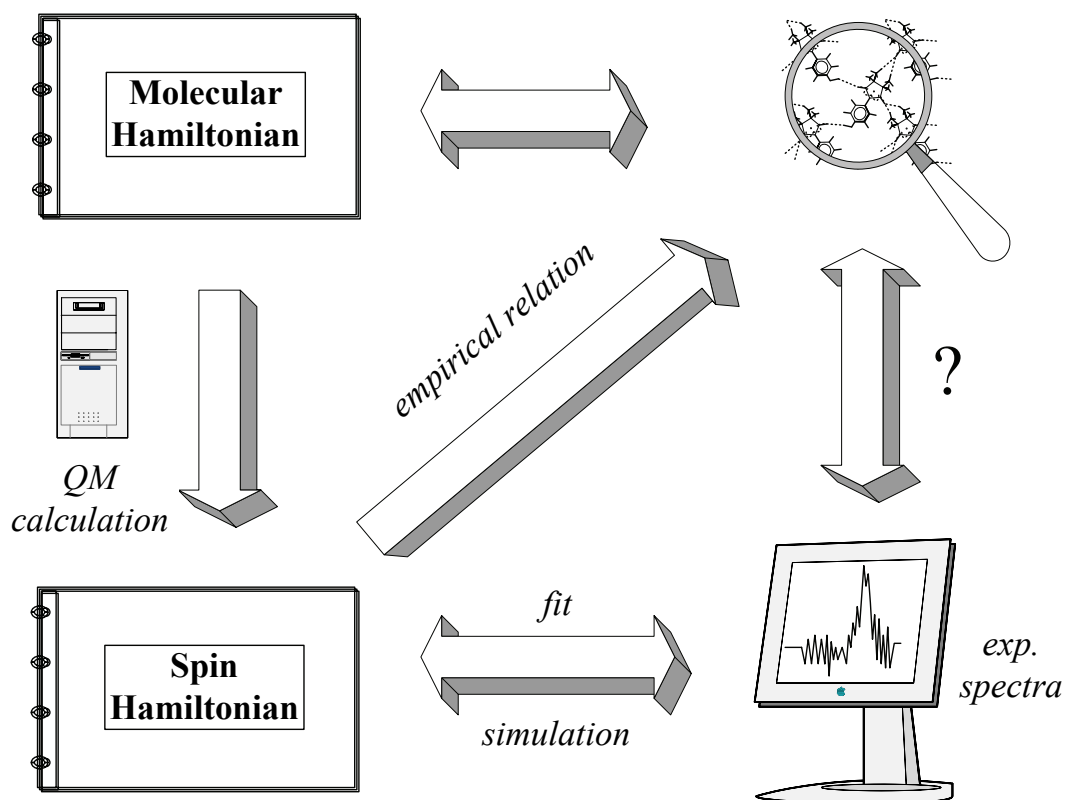 Molecular
Hamiltonian
empirical relation
?
QM
calculation
Spin
Hamiltonian
fit
simulation
exp.
spectra